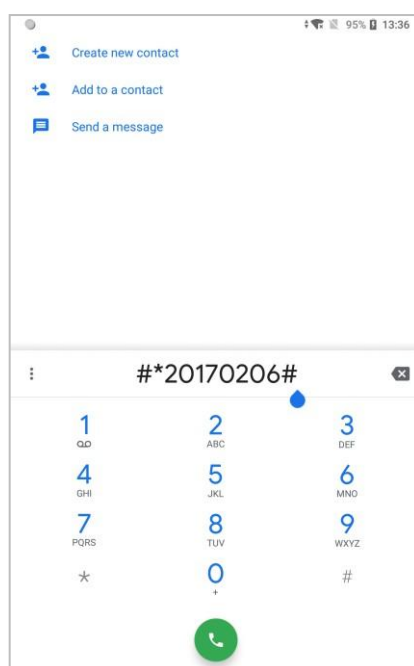 95% 13:36
Create new contact
Add to a contact
Send a message
#*20170206#
1 2 3
ABC DEF
4 5 6
GHI JKL MNO
7 8 9
PQRS TUV WXYZ
* 0 #
+